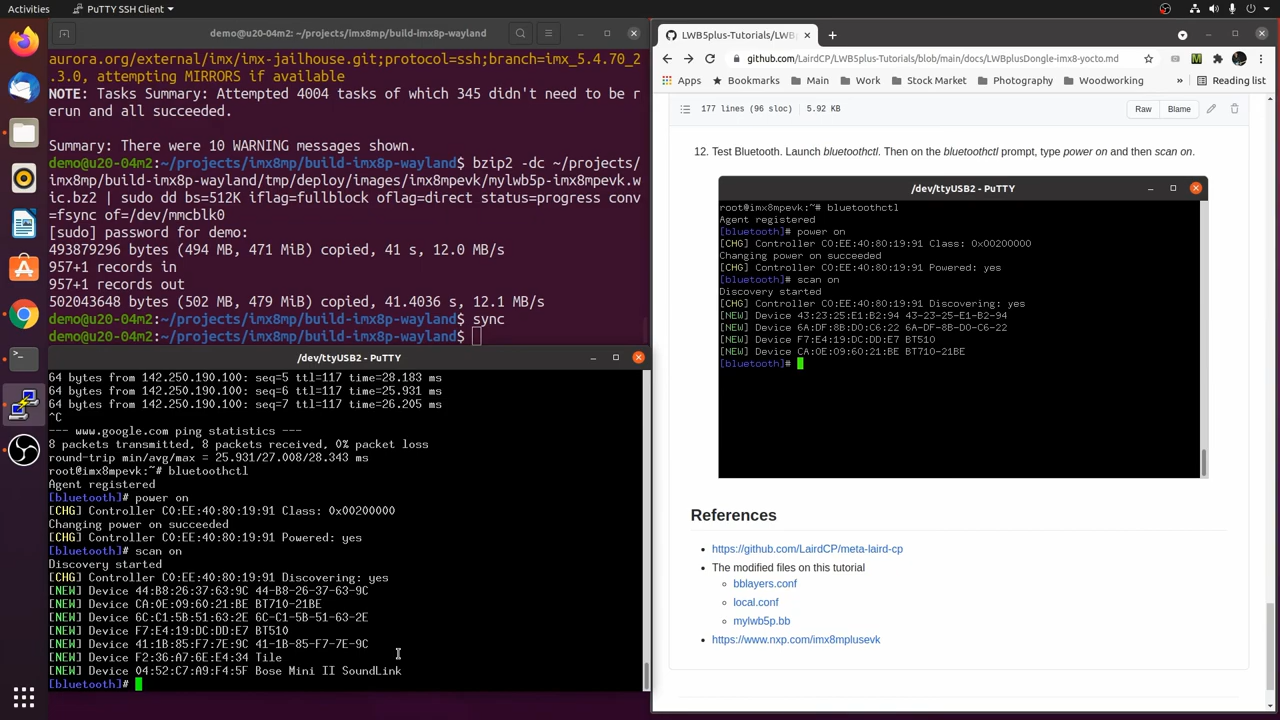 Activities
PuTTY SSH Client
demo@u20-04m2: ~/projects/imx8mp/build-imx8p-wayland
aurora.org/external/imx/imx-jailhouse.git;protocol=ssh;branch=imx_5.4.70_2
.3.0, attempting MIRRORS if available
NOTE: Tasks Summary: Attempted 4004 tasks of which 345 didn't need to be r
erun and all succeeded.
Summary: There were 10 WARNING messages shown.
demo@u20-04m2:~/projects/imx8mp/build-imx8p-wayland$ bzip2 -dc ~/projects/
imx8mp/build-imx8p-wayland/tmp/deploy/images/imx8mpevk/mylwb5p-imx8mpevk.w
ic.bz2 | sudo dd bs=512K iflag=fullblock oflag=direct status=progress conv
=fsync of=/dev/mmcblk0
[sudo] password for demo:
493879296 bytes (494 MB, 471 MiB) copied, 41 s, 12.0 MB/s
957+1 records in
957+1 records out
502043648 bytes (502 MB, 479 MiB) copied, 41.4036 s, 12.1 MB/s
demo@u20-04m2:~/projects/imx8mp/build-imx8p-wayland$ sync
demo@u20-04m2:~/projects/imx8mp/build-imx8p-wayland$
/dev/ttyUSB2 - PuTTY
64 bytes from 142.250.190.100: seq=5 ttl=117 time=28.183 ms
64 bytes from 142.250.190.100: seq=6 ttl=117 time=25.931 ms
64 bytes from 142.250.190.100: seq=7 ttl=117 time=26.205 ms
^C
--- www.google.com ping statistics ---
8 packets transmitted, 8 packets received, 0% packet loss
round-trip min/avg/max = 25.931/27.008/28.343 ms
root@imx8mpevk:~# bluetoothctl
Agent registered
[bluetooth]# power on
[CHG] Controller C0:EE:40:80:19:91 Class: 0x00200000
Changing power on succeeded
[CHG] Controller C0:EE:40:80:19:91 Powered: yes
[bluetooth]# scan on
Discovery started
[CHG] Controller C0:EE:40:80:19:91 Discovering: yes
[NEW] Device 44:B8:26:37:63:9C 44-B8-26-37-63-9C
[NEW] Device CA:0E:09:60:21:BE BT710-21BE
[NEW] Device 6C:C1:5B:51:63:2E 6C-C1-5B-51-63-2E
[NEW] Device F7:E4:19:DC:DD:E7 BT510
[NEW] Device 41:1B:85:F7:7E:9C 41-1B-85-F7-7E-9C
[NEW] Device F2:36:A7:6E:E4:34 Tile
[NEW] Device 04:52:C7:A9:F4:5F Bose Mini II SoundLink
[bluetooth]#
LWB5plus-Tutorials/LWB
github.com/LairdCP/LWB5plus-Tutorials/blob/main/docs/LWBplusDongle-imx8-yocto.md
Apps
Bookmarks
Main
Work
Stock Market
Photography
Woodworking
»
Reading list
177 lines (96 sloc)
5.92 KB
Raw
Blame
12. Test Bluetooth. Launch bluetoothctl. Then on the bluetoothctl prompt, type power on and then scan on.
/dev/ttyUSB2 - PuTTY
root@imx8mpevk:~# bluetoothctl
Agent registered
[bluetooth]# power on
[CHG] Controller C0:EE:40:80:19:91 Class: 0x00200000
Changing power on succeeded
[CHG] Controller C0:EE:40:80:19:91 Powered: yes
[bluetooth]# scan on
Discovery started
[CHG] Controller C0:EE:40:80:19:91 Discovering: yes
[NEW] Device 43:23:25:E1:B2:94 43-23-25-E1-B2-94
[NEW] Device 6A:DF:8B:D0:C6:22 6A-DF-8B-D0-C6-22
[NEW] Device F7:E4:19:DC:DD:E7 BT510
[NEW] Device CA:0E:09:60:21:BE BT710-21BE
[bluetooth]#
References
• https://github.com/LairdCP/meta-laird-cp
• The modified files on this tutorial
◦ bblayers.conf
◦ local.conf
◦ mylwb5p.bb
• https://www.nxp.com/imx8mplusevk